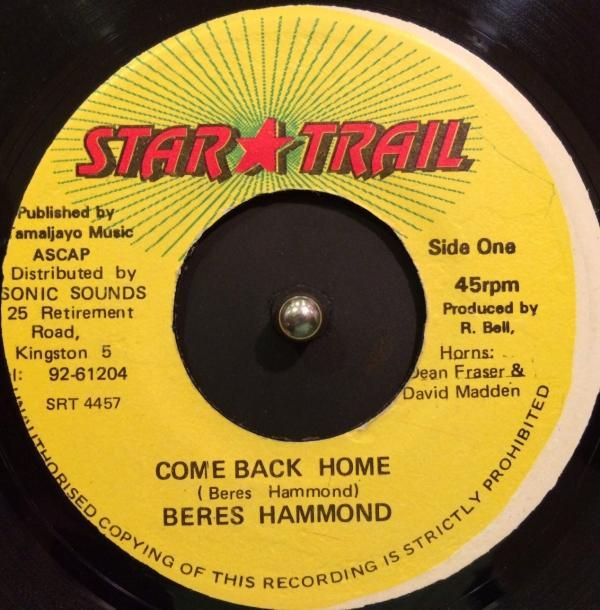 STAR TRAIL
Published by
amaljayo Music
ASCAP
Distributed by
SONIC SOUNDS
25 Retirement
Road,
Kingston 5
l: 92-61204
SRT 4457
Side One
45rpm
Produced by
R. Bell,
Horns:
Dean Fraser &
David Madden
COME BACK HOME
(Beres Hammond)
BERES HAMMOND
UNAUTHORISED COPYING OF THIS RECORDING IS STRICTLY PROHIBITED